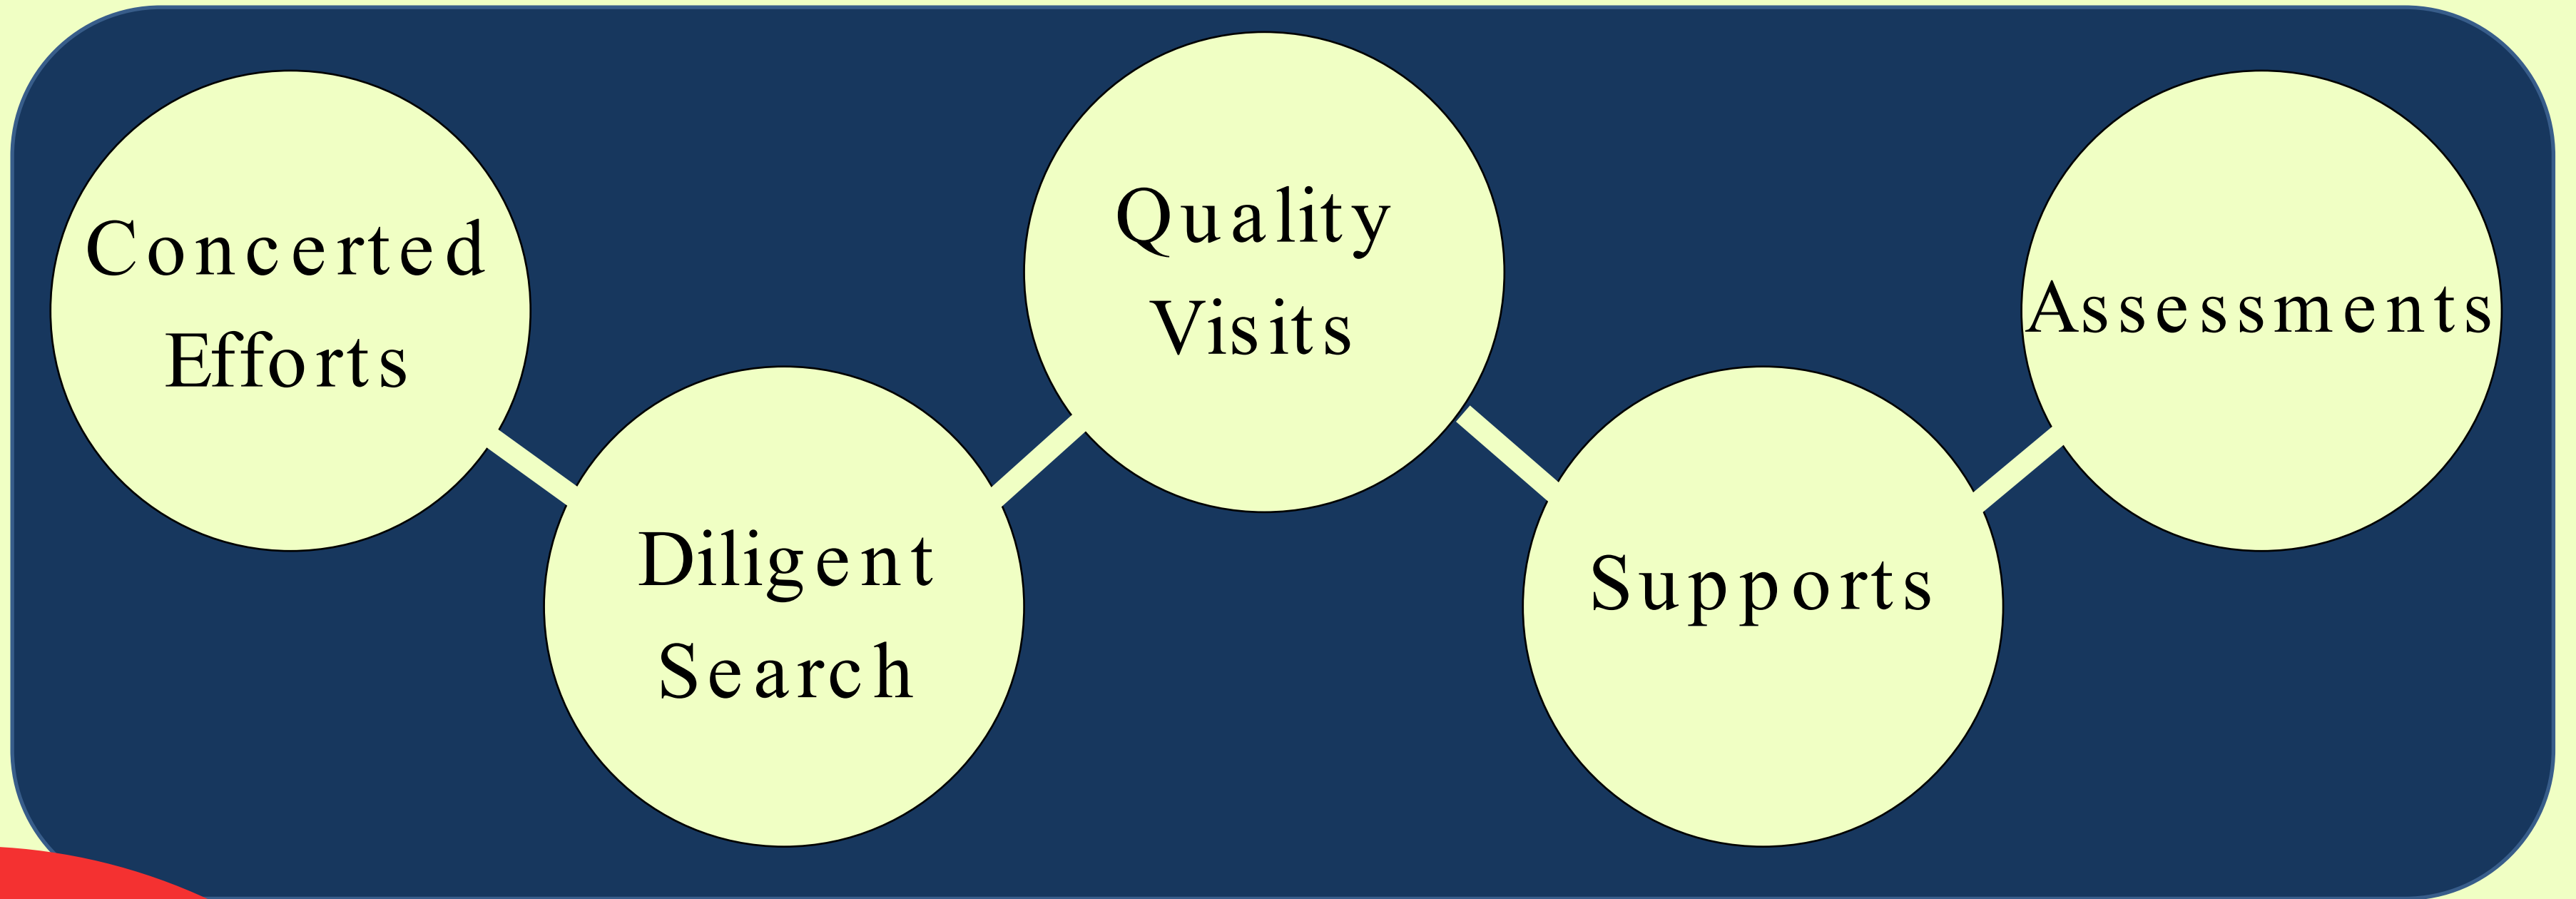 Concerted
Efforts
Diligent
Search
Quality
Visits
Supports
Assessments